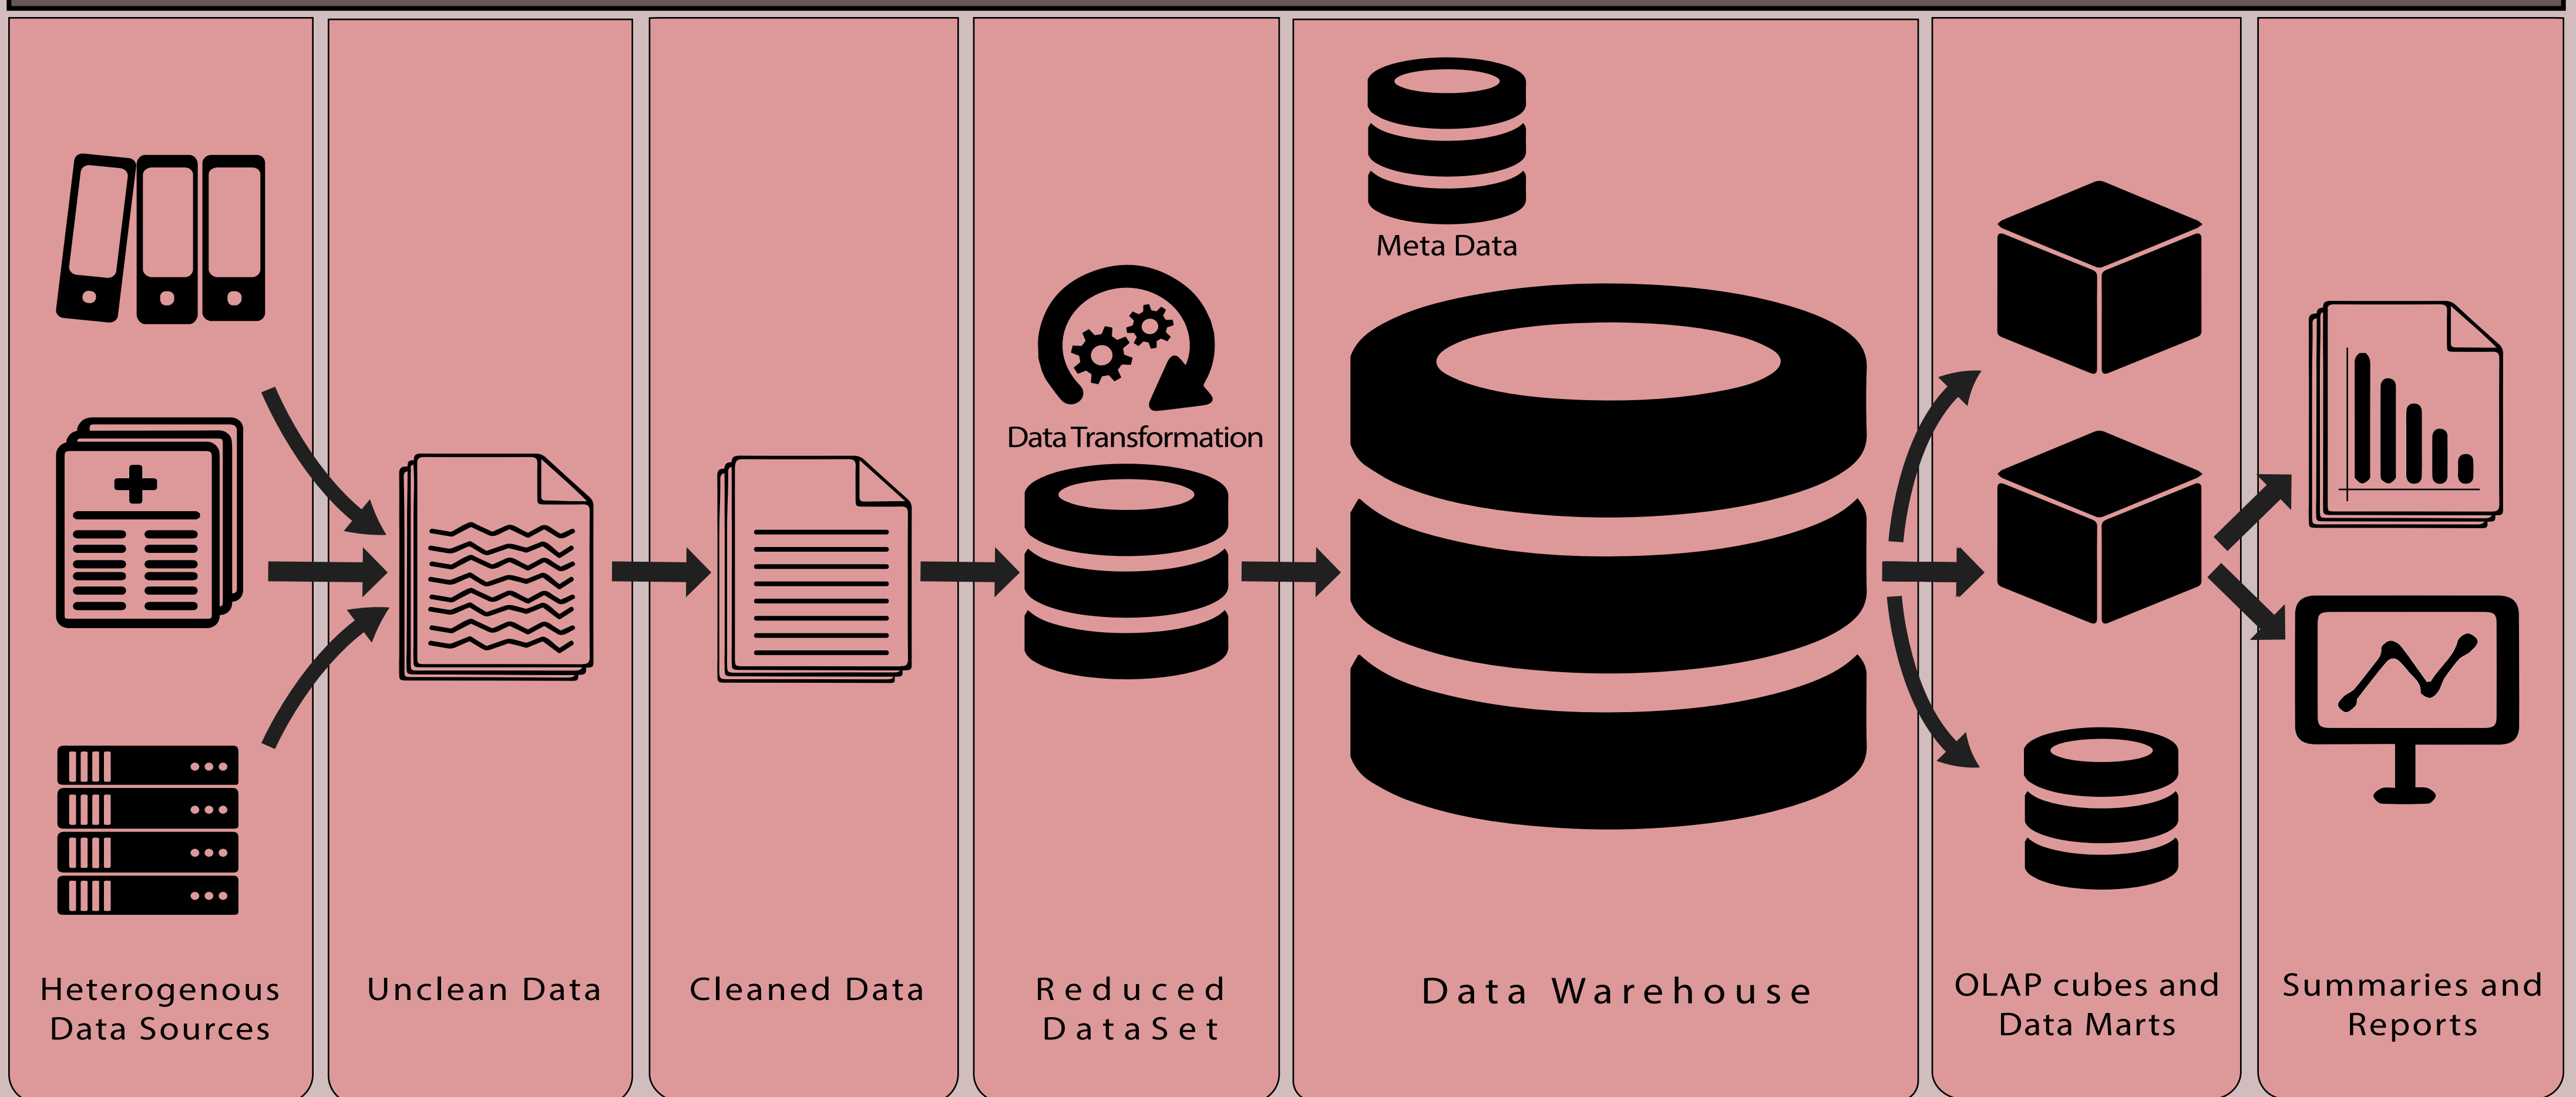 Meta Data
Data Transformation
Heterogenous
Data Sources
Unclean Data
Cleaned Data
Reduced
DataSet
Data Warehouse
OLAP cubes and
Data Marts
Summaries and
Reports